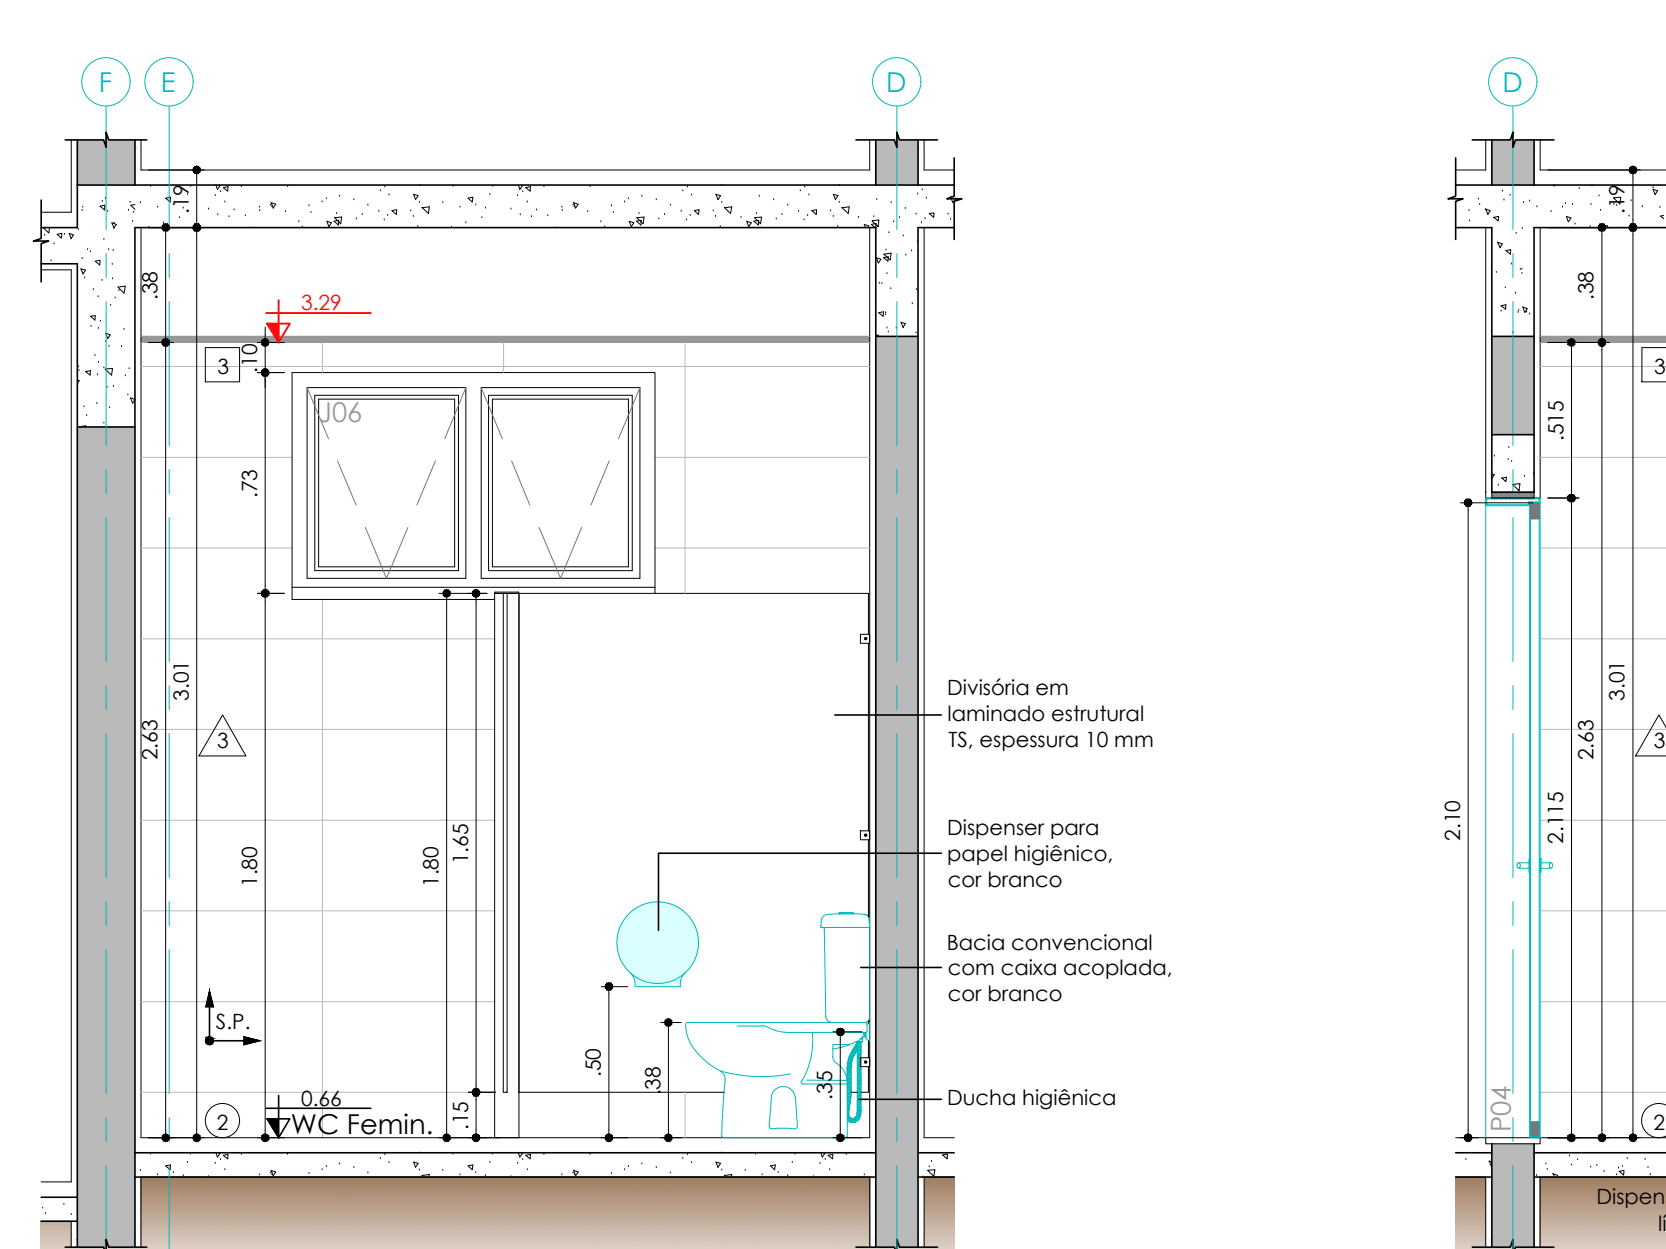 F
E
D
D
.19
.19
.38
.38
3.29
3
.10
3
J06
.515
.73
Divisória em
laminado estrutural
TS, espessura 10 mm
3.01
2.63
3
3.01
2.63
3
2.10
2.115
Dispenser para
papel higiênico,
cor branco
1.80
1.80
1.65
Bacia convencional
com caixa acoplada,
cor branco
S.P.
.50
.38
.35
Ducha higiênica
0.66
2
WC Femin.
.15
P04
2
Dispen
lí